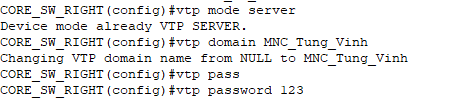 CORE_SW_RIGHT(config)#vtp mode server
Device mode already VTP SERVER.
CORE_SW_RIGHT(config)#vtp domain MNC_Tung_Vinh
Changing VTP domain name from NULL to MNC_Tung_Vinh
CORE_SW_RIGHT(config)#vtp pass
CORE_SW_RIGHT(config)#vtp password 123